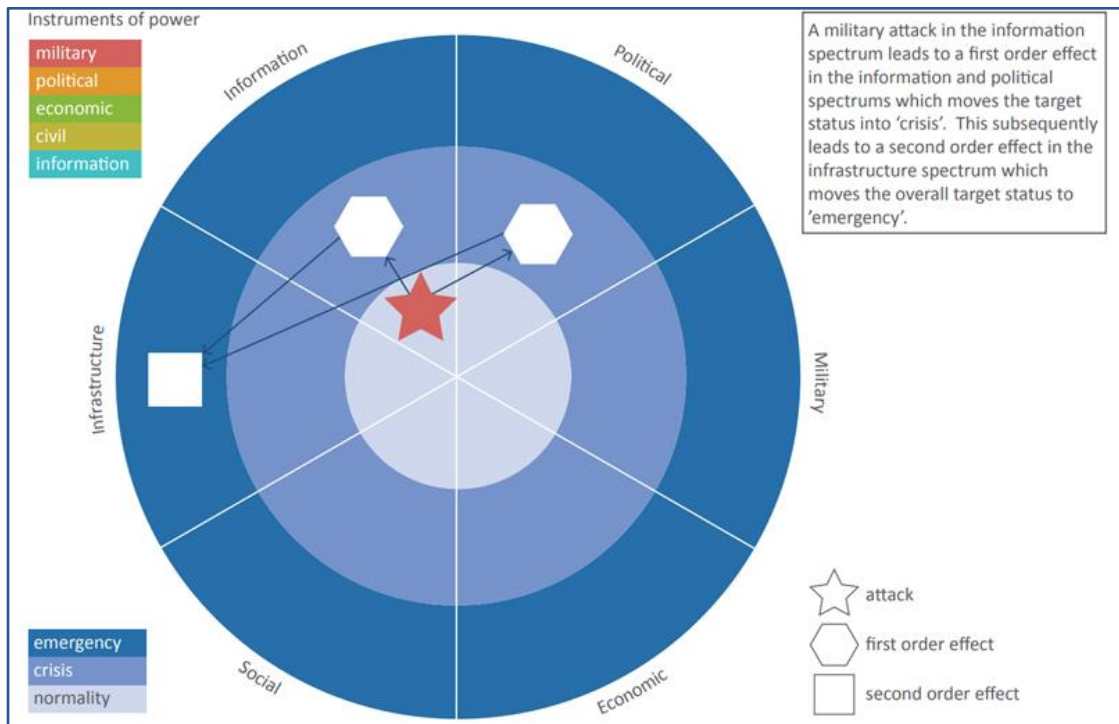 Instruments of power
military
political
economic
civil
information
Information
Political
A military attack in the information
spectrum leads to a first order effect
in the information and political
spectrums which moves the target
status into ‘crisis’. This subsequently
leads to a second order effect in the
infrastructure spectrum which
moves the overall target status to
‘emergency’.
Infrastructure
Military
Social
Economic
emergency
crisis
normality
attack
first order effect
second order effect